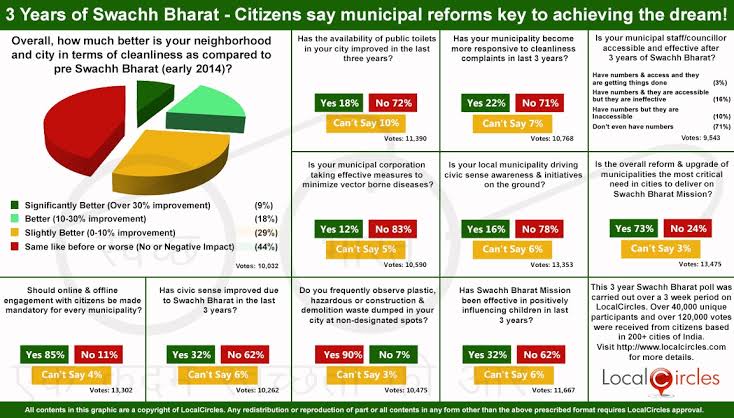 3 Years of Swachh Bharat - Citizens say municipal reforms key to achieving the dream!
Overall, how much better is your neighborhood
and city in terms of cleanliness as compared to
pre Swachh Bharat (early 2014)?
Significantly Better (Over 30% improvement) (9%)
Better (10-30% improvement) (18%)
Slightly Better (0-10% improvement) (29%)
Same like before or worse (No or Negative Impact) (44%)
Votes: 10,032
Has the availability of public toilets
in your city improved in the last
three years?
Yes 18% No 72%
Can't Say 10%
Votes: 11,390
Has your municipality become
more responsive to cleanliness
complaints in last 3 years?
Yes 22% No 71%
Can't Say 7%
Votes: 10,768
Is your municipal staff/councillor
accessible and effective after
3 years of Swachh Bharat?
Have numbers & access and they
are getting things done (3%)
Have numbers & they are accessible
but they are ineffective (16%)
Have numbers but they are
Inaccessible (10%)
Don't even have numbers (71%)
Votes: 9,543
Is your municipal corporation
taking effective measures to
minimize vector borne diseases?
Yes 12% No 83%
Can't Say 5%
Votes: 10,590
Is your local municipality driving
civic sense awareness & initiatives
on the ground?
Yes 16% No 78%
Can't Say 6%
Votes: 13,353
Is the overall reform & upgrade of
municipalities the most critical
need in cities to deliver on
Swachh Bharat Mission?
Yes 73% No 24%
Can't Say 3%
Votes: 13,475
Should online & offline
engagement with citizens be made
mandatory for every municipality?
Yes 85% No 11%
Can't Say 4%
Votes: 13,302
Has civic sense improved due
to Swachh Bharat in the last
3 years?
Yes 32% No 62%
Can't Say 6%
Votes: 10,262
Do you frequently observe plastic,
hazardous or construction &
demolition waste dumped in your
city at non-designated spots?
Yes 90% No 7%
Can't Say 3%
Votes: 10,475
Has Swachh Bharat Mission
been effective in positively
influencing children in last
3 years?
Yes 32% No 62%
Can't Say 6%
Votes: 11,667
This 3 year Swachh Bharat poll was
carried out over a 3 week period on
LocalCircles. Over 40,000 unique
participants and over 120,000 votes
were received from citizens based
in 200+ cities of India.
Visit http://www.localcircles.com
for more details.
LocalCircles
All contents in this graphic are a copyright of LocalCircles. Any redistribution or reproduction of part or all contents in any form other than the above prescribed format requires LocalCircles approval.